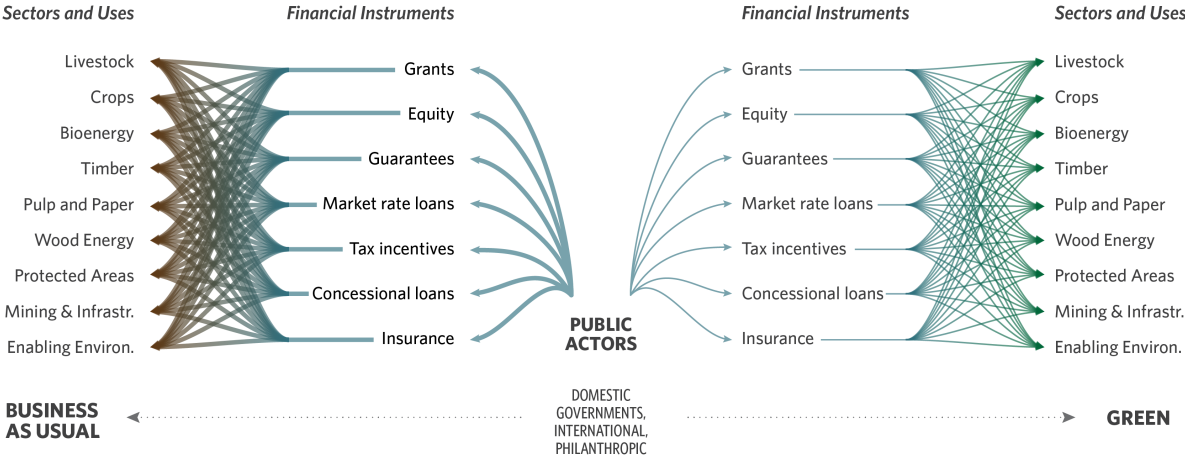 Sectors and Uses
Financial Instruments
Financial Instruments
Sectors and Uses
Livestock
Crops
Bioenergy
Timber
Pulp and Paper
Wood Energy
Protected Areas
Mining & Infrastr.
Enabling Environ.
Grants
Equity
Guarantees
Market rate loans
Tax incentives
Concessional loans
Insurance
PUBLIC
ACTORS
Grants
Equity
Guarantees
Market rate loans
Tax incentives
Concessional loans
Insurance
Livestock
Crops
Bioenergy
Timber
Pulp and Paper
Wood Energy
Protected Areas
Mining & Infrastr.
Enabling Environ.
BUSINESS
AS USUAL
DOMESTIC
GOVERNMENTS,
INTERNATIONAL,
PHILANTHROPIC
GREEN